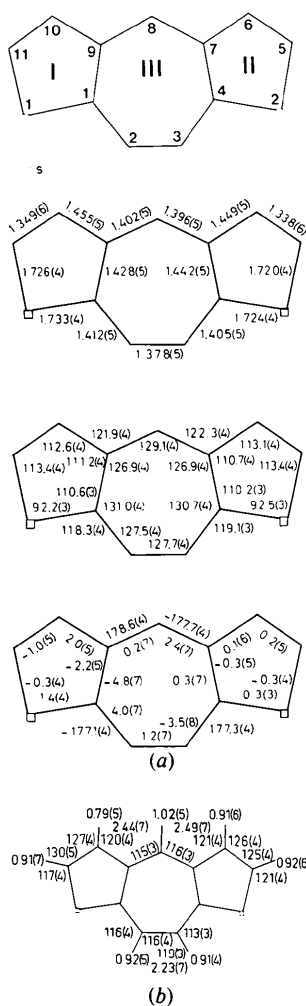 10 8 6
11 9 7 5
I III II
1 1 4 2
2 3
s
1.349(6) 1.455(5) 1.402(5) 1.396(5) 1.449(5) 1.338(6)
1.726(4) 1.428(5) 1.442(5) 1.720(4)
1.733(4) 1.412(5) 1.378(5) 1.405(5) 1.724(4)
121.9(4) 129.1(4) 122.3(4)
112.6(4) 113.1(4)
113.4(4) 111.2(4) 126.9(4) 126.9(4) 110.7(4) 113.4(4)
110.6(3) 110.2(3)
92.2(3) 131.0(4) 130.7(4) 92.5(3)
118.3(4) 127.5(4) 127.7(4) 119.1(3)
178.6(4) -177.7(4)
-1.0(5) 2.0(5) 0.2(7) 2.4(7) 0.1(6) 0.2(5)
-2.2(5) -0.3(5)
-0.3(4) -4.8(7) 0.3(7) -0.3(4)
1.4(4) 4.0(7) -3.5(8) 0.3(3)
-177.1(4) 1.2(7) 177.3(4)
(a)
0.79(5) 1.02(5) 0.91(6)
127(4) 2.44(7) 2.49(7) 126(4)
0.91(7) 130(5) 120(4) 115(3) 116(3) 121(4) 125(4) 0.92(6)
117(4) 121(4)
116(4) 116(4) 113(3)
0.92(5) 119(3) 0.91(4)
2.23(7)
(b)